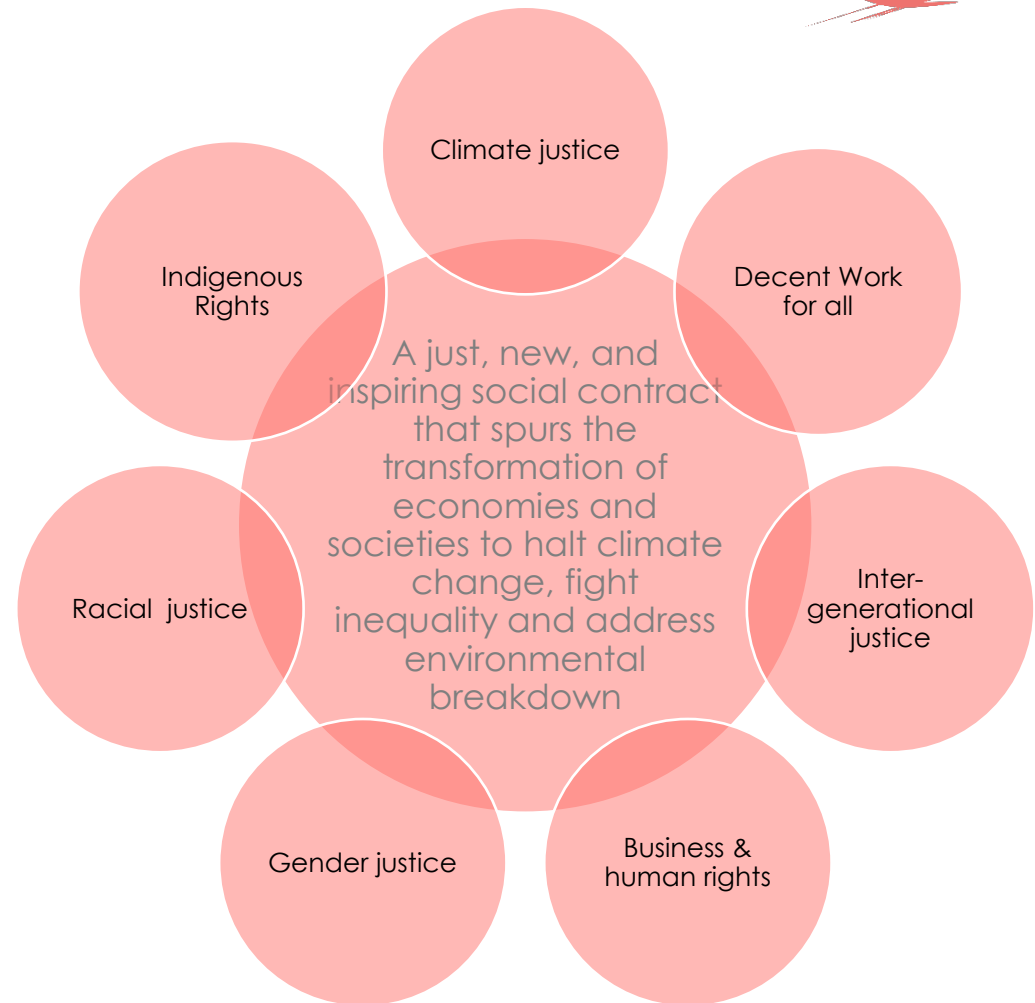 Climate justice
Decent Work
for all
Inter-
generational
justice
Business &
human rights
Gender justice
Racial  justice
Indigenous
Rights
A just, new, and
inspiring social contract
that spurs the
transformation of
economies and
societies to halt climate
change, fight
inequality and address
environmental
breakdown